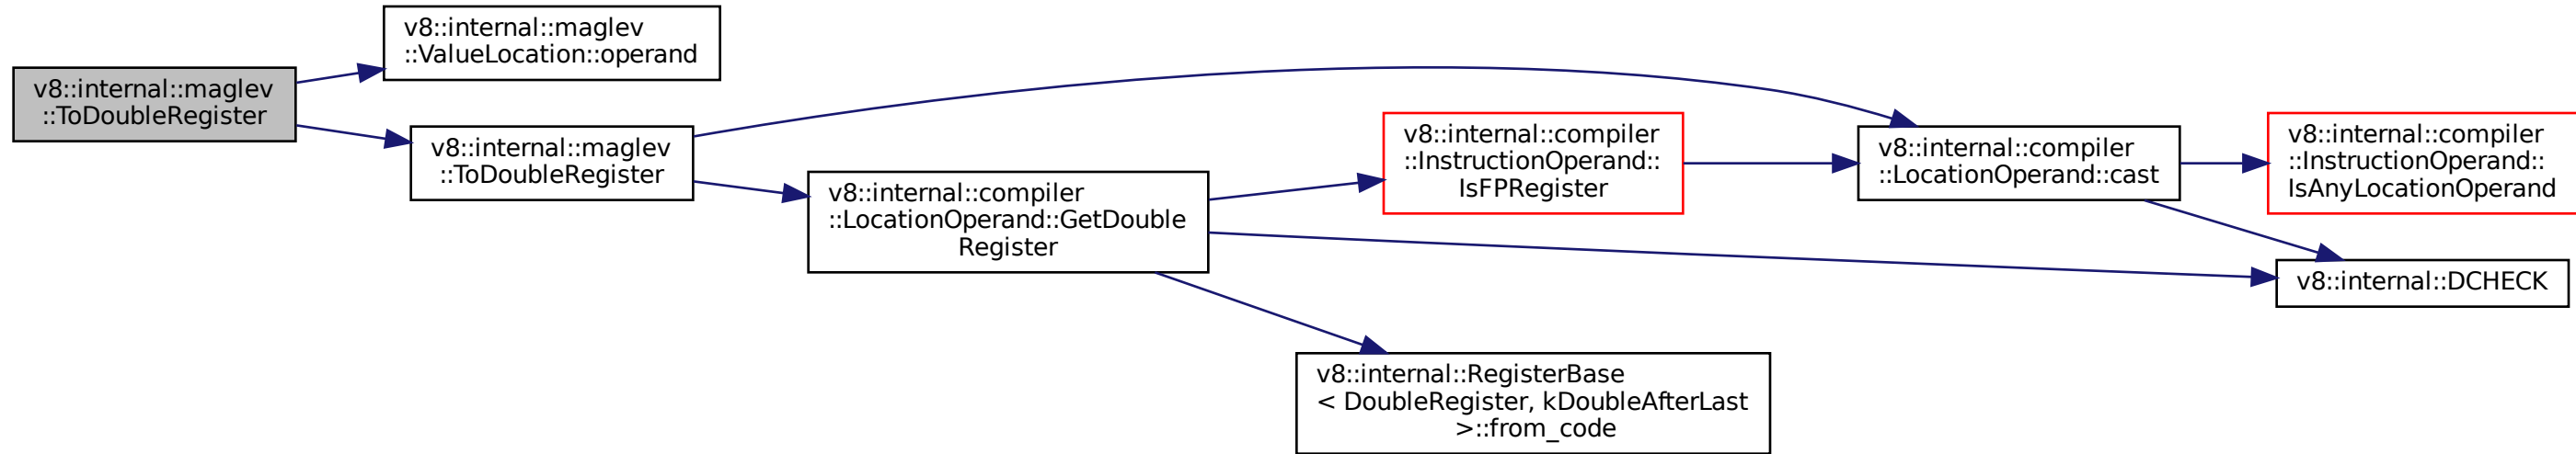 v8::internal::maglev
::ToDoubleRegister
v8::internal::maglev
::ValueLocation::operand
v8::internal::maglev
::ToDoubleRegister
v8::internal::compiler
::LocationOperand::GetDouble
Register
v8::internal::compiler
::InstructionOperand::
IsFPRegister
v8::internal::RegisterBase
< DoubleRegister, kDoubleAfterLast
>::from_code
v8::internal::compiler
::LocationOperand::cast
v8::internal::compiler
::InstructionOperand::
IsAnyLocationOperand
v8::internal::DCHECK